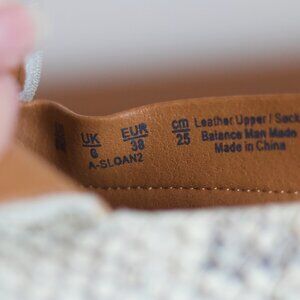 UK EUR cm Leather Upper / Sock
6 38 25 Balance Man Made
A-SLOAN2 Made in China